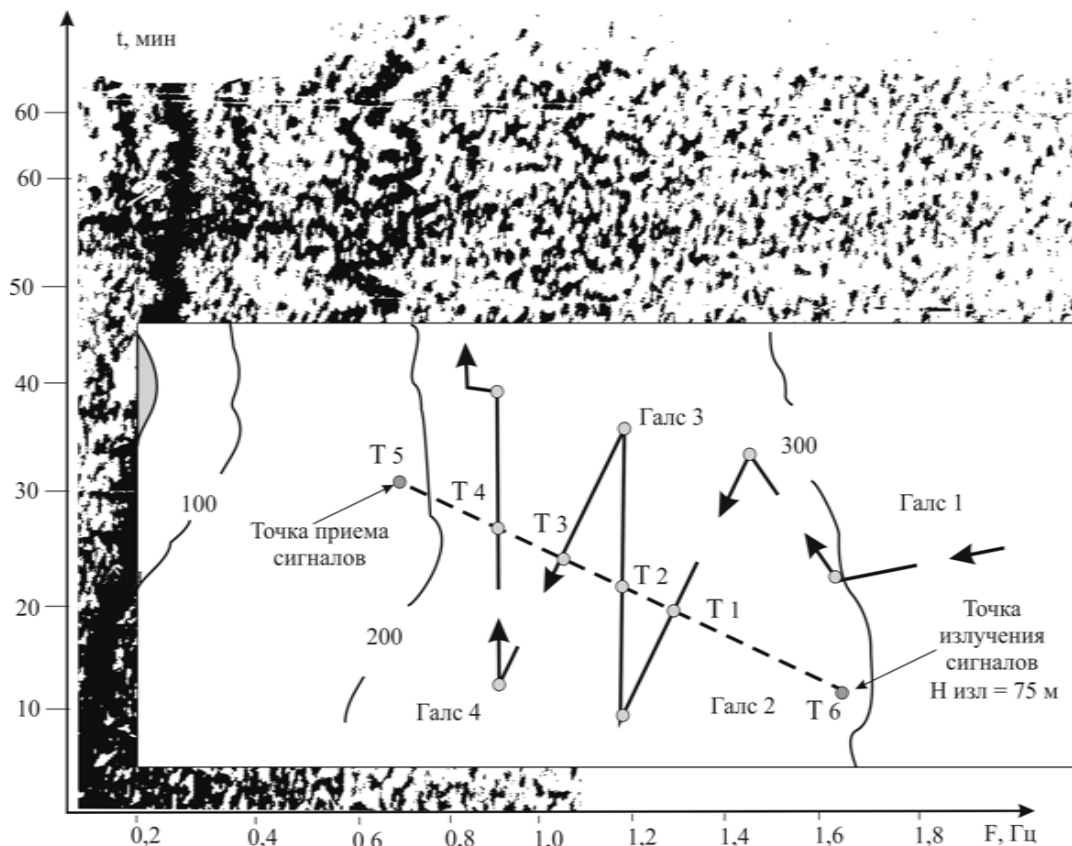 t, мин
60
60
50
40
30
20
10
Галс 3
300
Т 5
Т 4
100
Галс 1
Точка приема
сигналов
Т 3
Т 2
Т 1
Точка
излучения
сигналов
Н изл = 75 м
200
Галс 4
Галс 2
Т 6
0,2
0,4
0,6
0,8
1,0
1,2
1,4
1,6
1,8
F, Гц